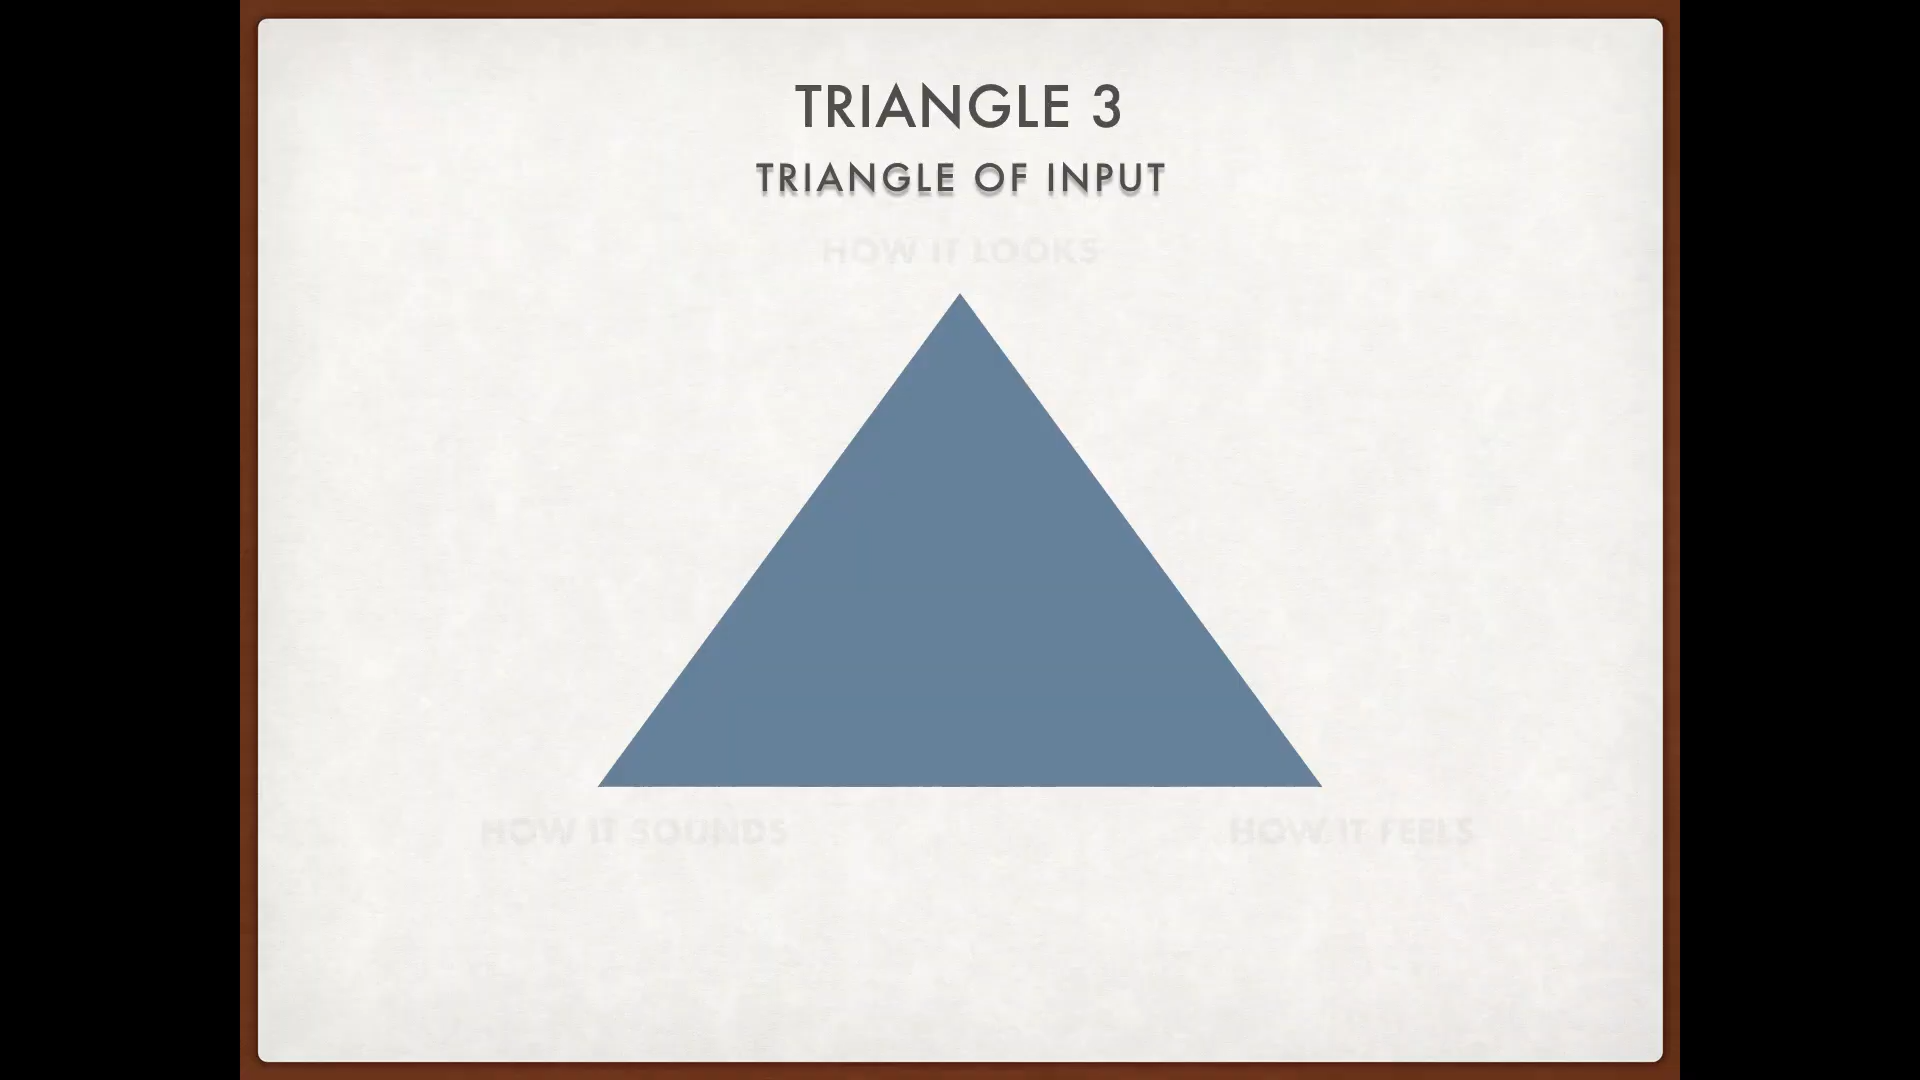 TRIANGLE 3
TRIANGLE OF INPUT
HOW IT LOOKS
HOW IT SOUNDS
HOW IT FEELS